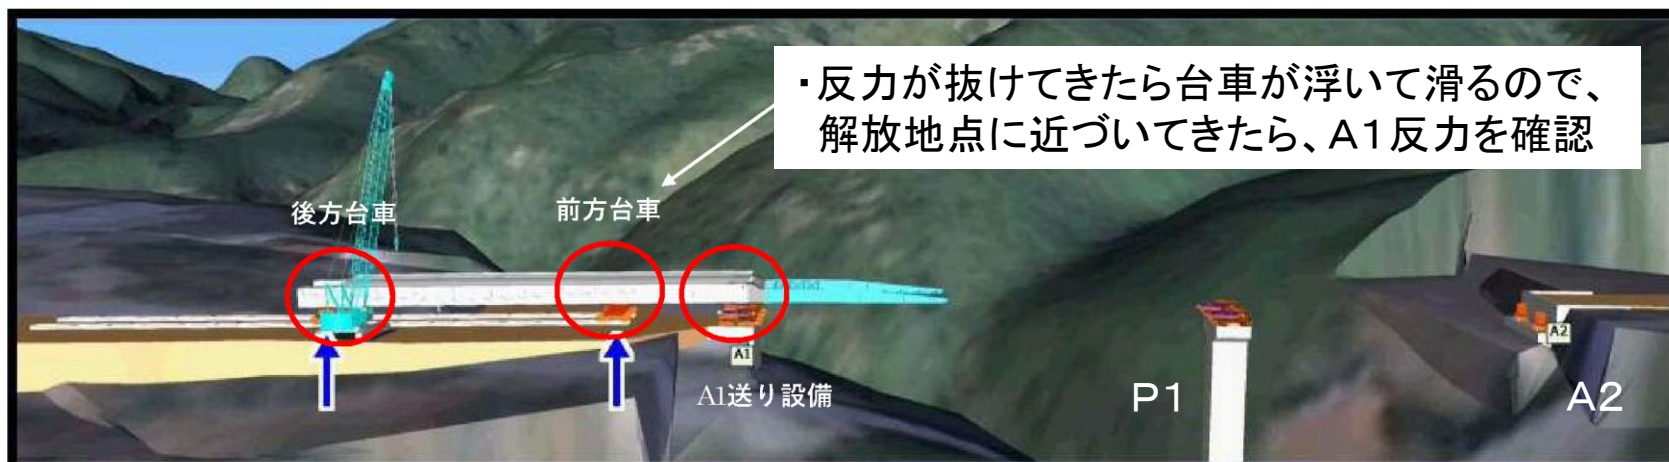 ・反力が抜けてきたら台車が浮いて滑るので、
解放地点に近づいてきたら、A1反力を確認
後方台車
前方台車
A1
A1送り設備
P1
A2
A2